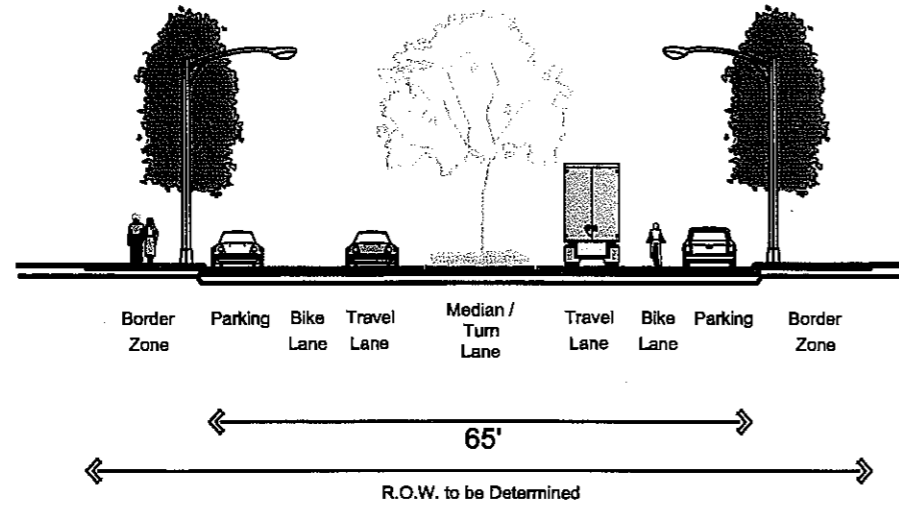 Border Zone
Parking
Bike Lane
Travel Lane
Median / Turn Lane
Travel Lane
Bike Lane
Parking
Border Zone
65'
R.O.W. to be Determined